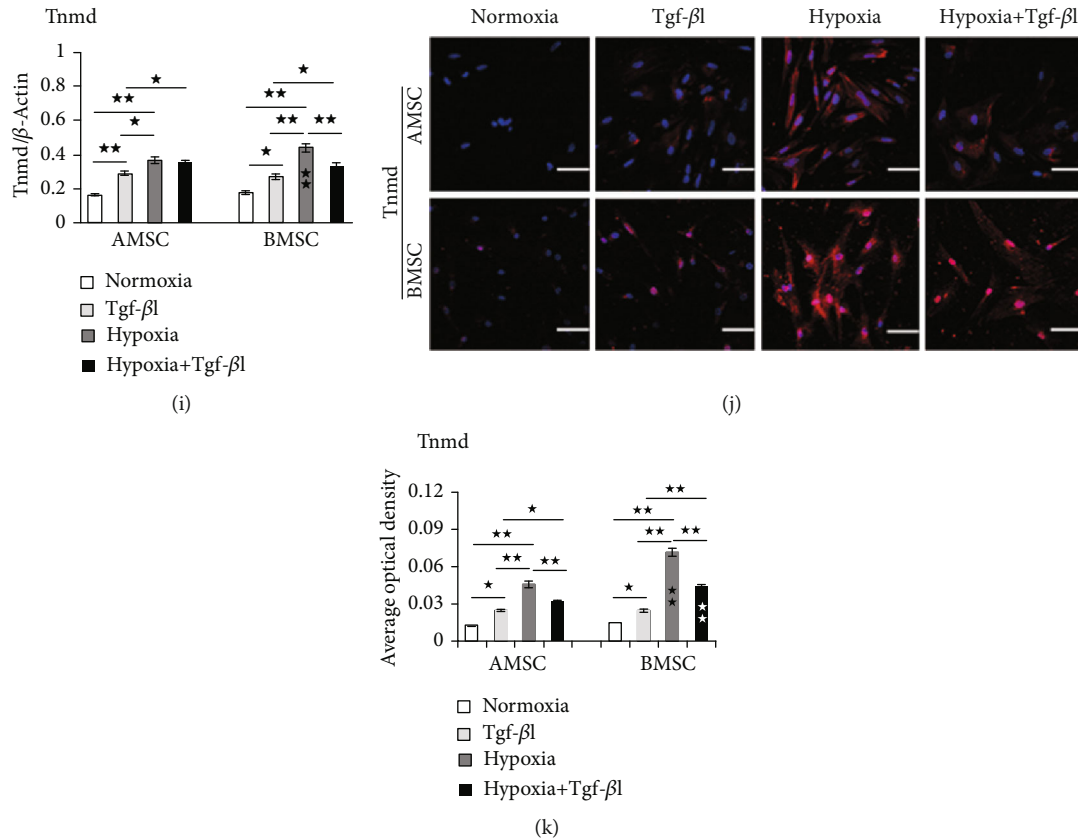 Tnmd
Tnmd/β-Actin
1
0.8
0.6
0.4
0.2
0
★★
★★
★
★
★
★★
★★
★
★★
★
★
AMSC
BMSC
Normoxia
Tgf-βl
Hypoxia
Hypoxia+Tgf-βl
(i)
Normoxia
Tgf-βl
Hypoxia
Hypoxia+Tgf-βl
Tnmd
AMSC
BMSC
(j)
Tnmd
Average optical density
0.12
0.09
0.06
0.03
0
★
★★
★★
★
★★
★
★★
★★
★★
★★
★
★
★
★
AMSC
BMSC
Normoxia
Tgf-βl
Hypoxia
Hypoxia+Tgf-βl
(k)